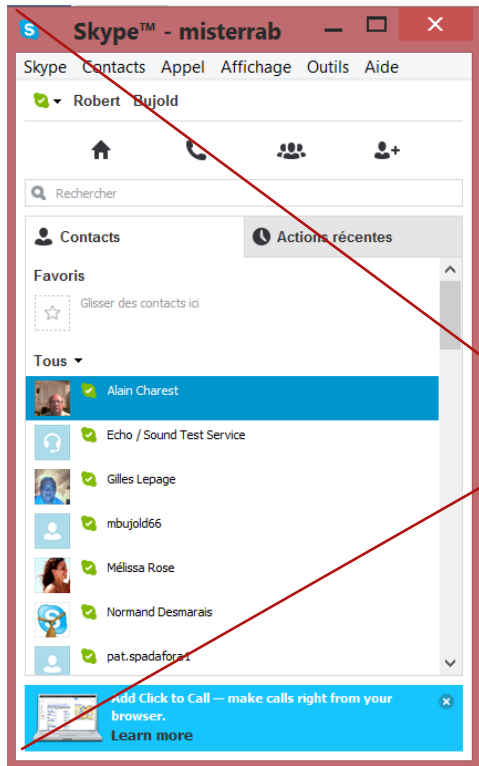 Skype™ - misterrab
Skype Contacts Appel Affichage Outils Aide
Robert Bujold
Rechercher
Contacts
Actions récentes
Favoris
Glisser des contacts ici
Tous
Alain Charest
Echo / Sound Test Service
Gilles Lepage
mbujold66
Mélissa Rose
Normand Desmarais
pat.spadafora1
Add Click to Call — make calls right from your
browser.
Learn more